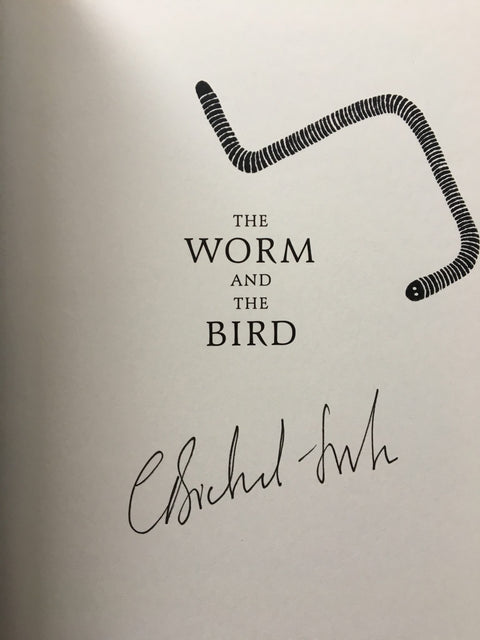 THE
WORM
AND
THE
BIRD